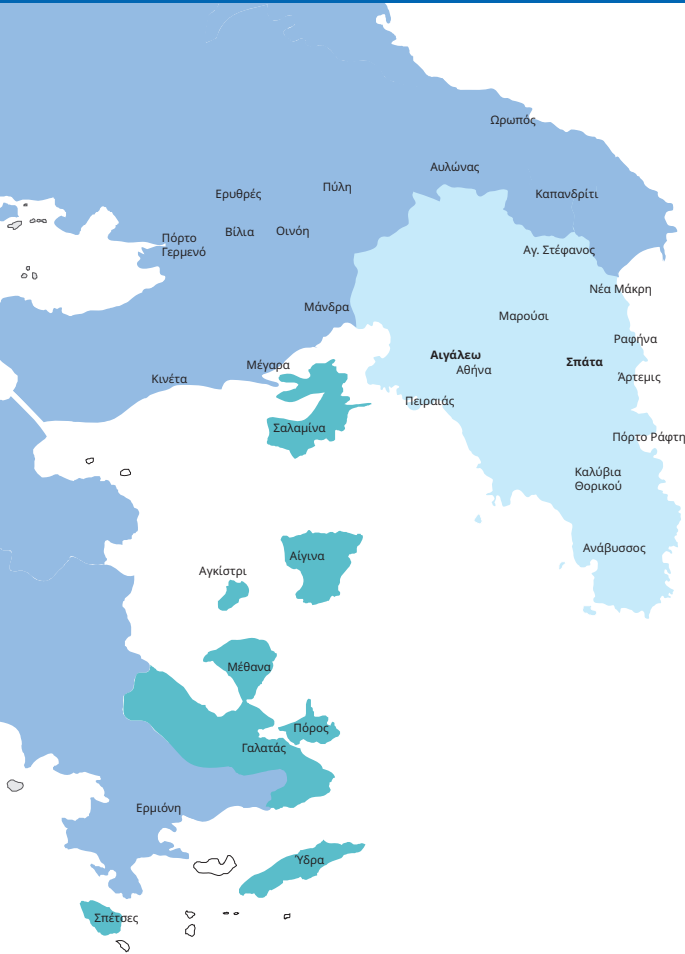 Ωρωπός
Αυλώνας
Πύλη
Ερυθρές
Καπανδρίτι
Βίλια
Οινόη
Πόρτο
Γερμενό
Αγ. Στέφανος
Νέα Μάκρη
Μάνδρα
Μαρούσι
Ραφήνα
Αιγάλεω
Σπάτα
Μέγαρα
Αθήνα
Κινέτα
Άρτεμις
Πειραιάς
Σαλαμίνα
Πόρτο Ράφτη
Καλύβια
Θορικού
Ανάβυσσος
Αίγινα
Αγκίστρι
Μέθανα
Πόρος
Γαλατάς
Ερμιόνη
Ύδρα
Σπέτσες